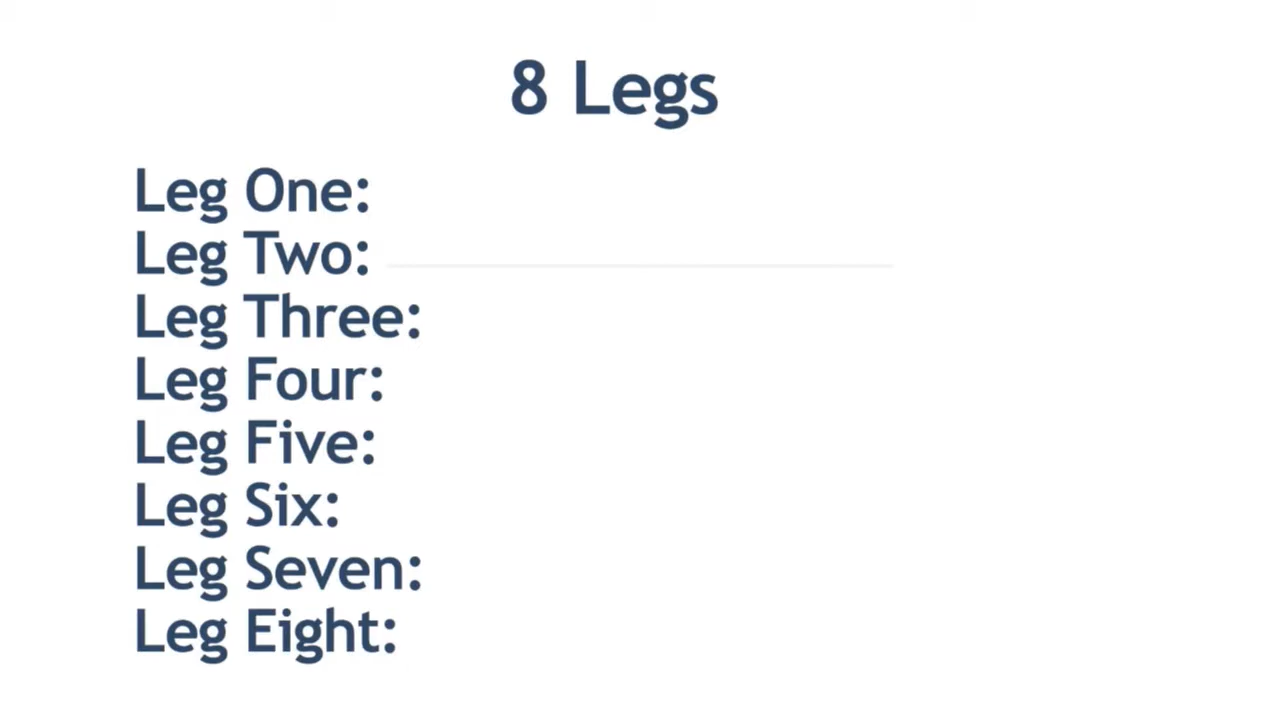 8 Legs
Leg One:
Leg Two:
Leg Three:
Leg Four:
Leg Five:
Leg Six:
Leg Seven:
Leg Eight: